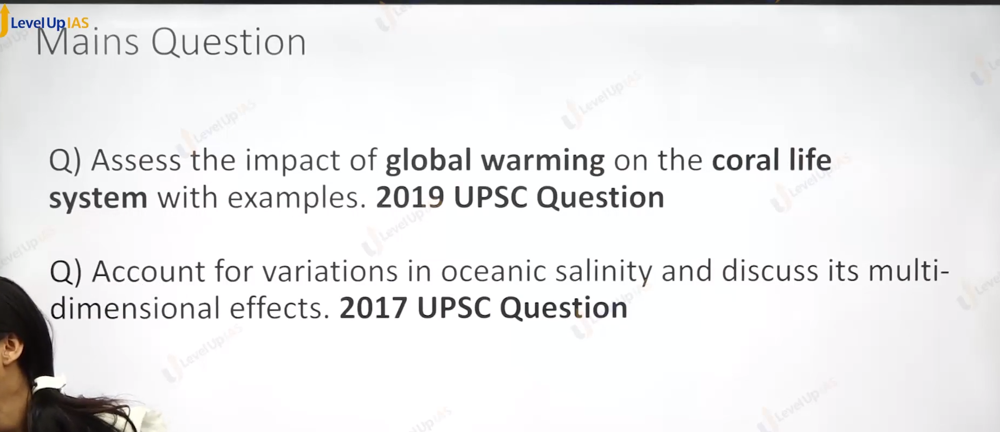 LevelUpIAS
Mains Question
Q) Assess the impact of global warming on the coral life
system with examples. 2019 UPSC Question
Q) Account for variations in oceanic salinity and discuss its multi-
dimensional effects. 2017 UPSC Question